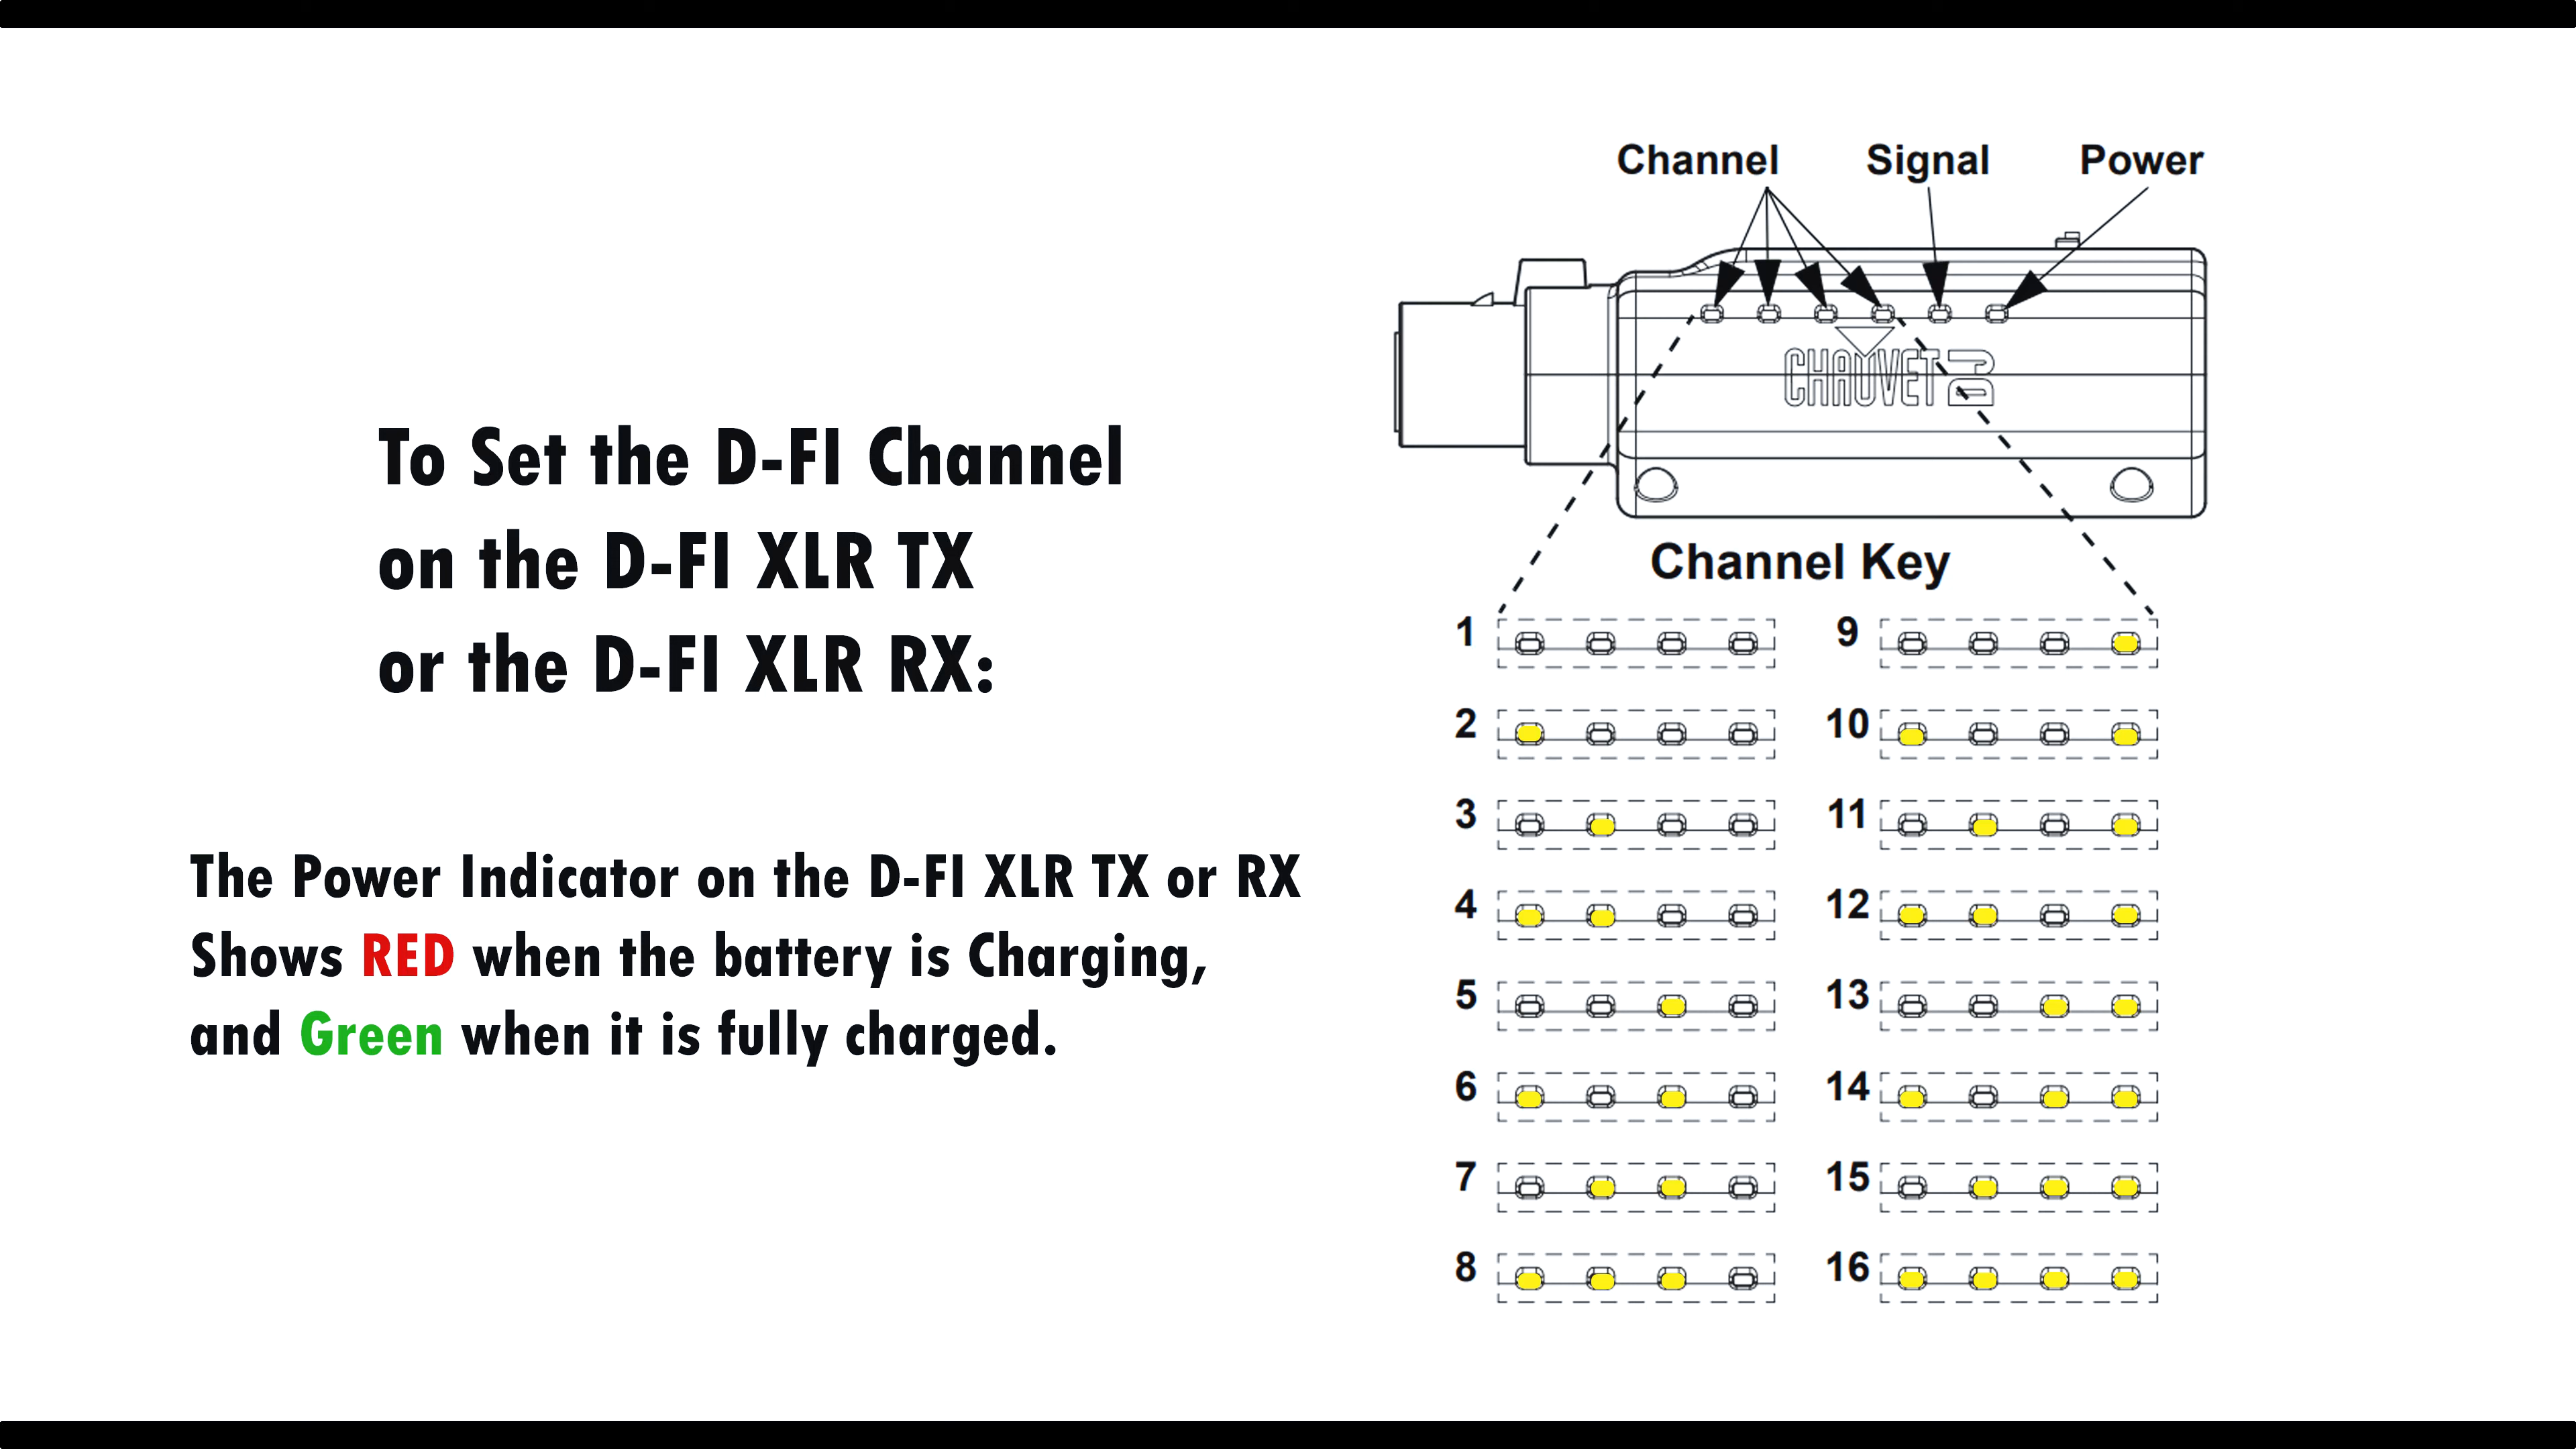 To Set the D-FI Channel
on the D-FI XLR TX
or the D-FI XLR RX:
The Power Indicator on the D-FI XLR TX or RX
Shows RED when the battery is Charging,
and Green when it is fully charged.
Channel Signal Power
CHAUVET DJ
Channel Key
1 9
2 10
3 11
4 12
5 13
6 14
7 15
8 16